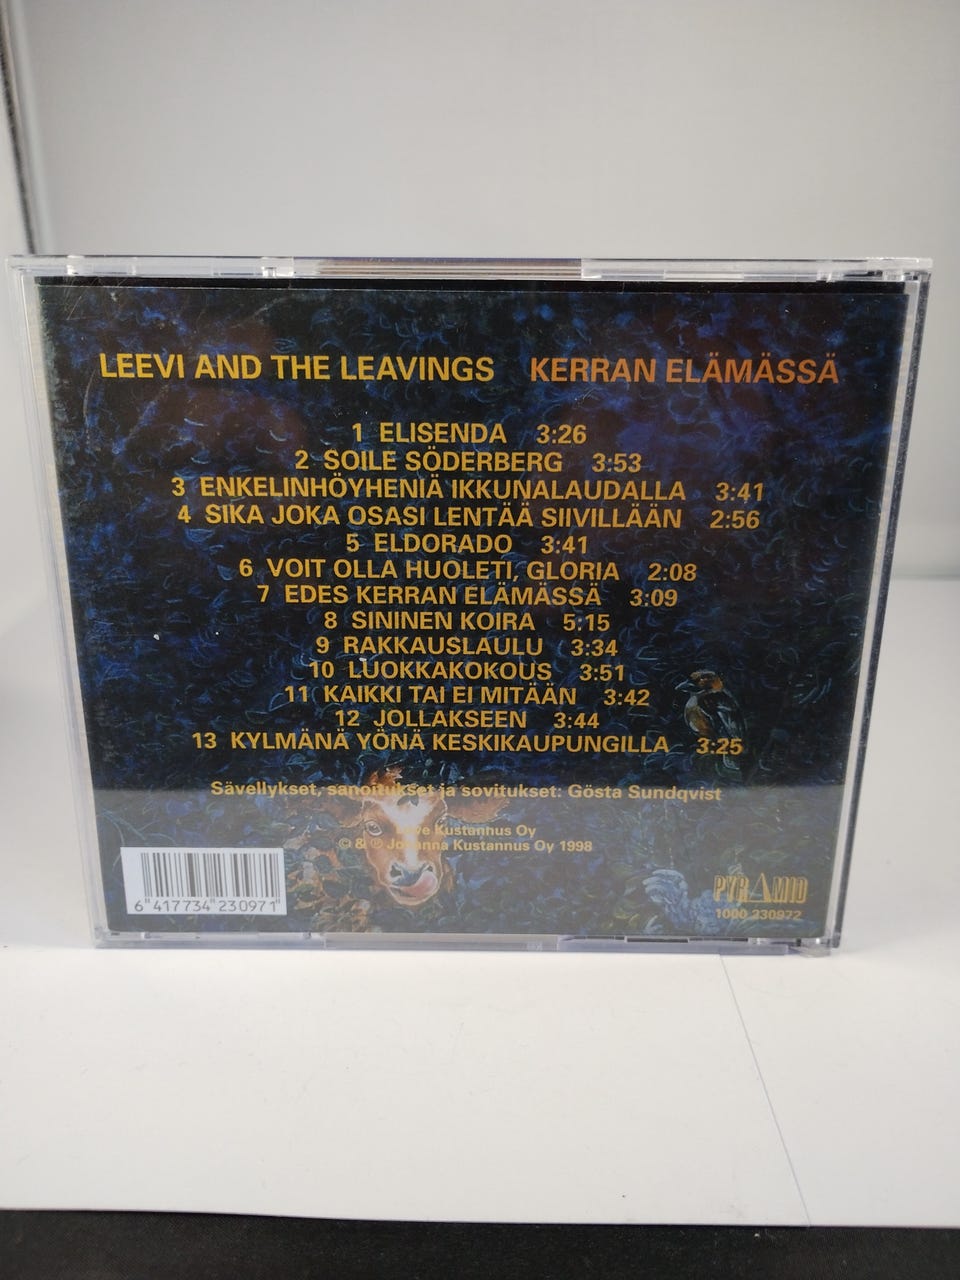 LEEVI AND THE LEAVINGS KERRAN ELÄMÄSSÄ
1 ELISENDA 3:26
2 SOILE SÖDERBERG 3:53
3 ENKELINHÖYHENIÄ IKKUNALAUDALLA 3:41
4 SIKA JOKA OSASI LENTÄÄ SIIVILLÄÄN 2:56
5 ELDORADO 3:41
6 VOIT OLLA HUOLETI, GLORIA 2:08
7 EDES KERRAN ELÄMÄSSÄ 3:09
8 SININEN KOIRA 5:15
9 RAKKAUSLAULU 3:34
10 LUOKKAKOKOUS 3:51
11 KAIKKI TAI EI MITÄÄN 3:42
12 JOLLAKSEEN 3:44
13 KYLMÄNÄ YÖNÄ KESKIKAUPUNGILLA 3:25
Sävellykset, sanoitukset ja sovitukset: Gösta Sundqvist
Kustanhus Oy
© & ℗ Johanna Kustannus Oy 1998
6 417734 230971
PYRAMID
1000 230972